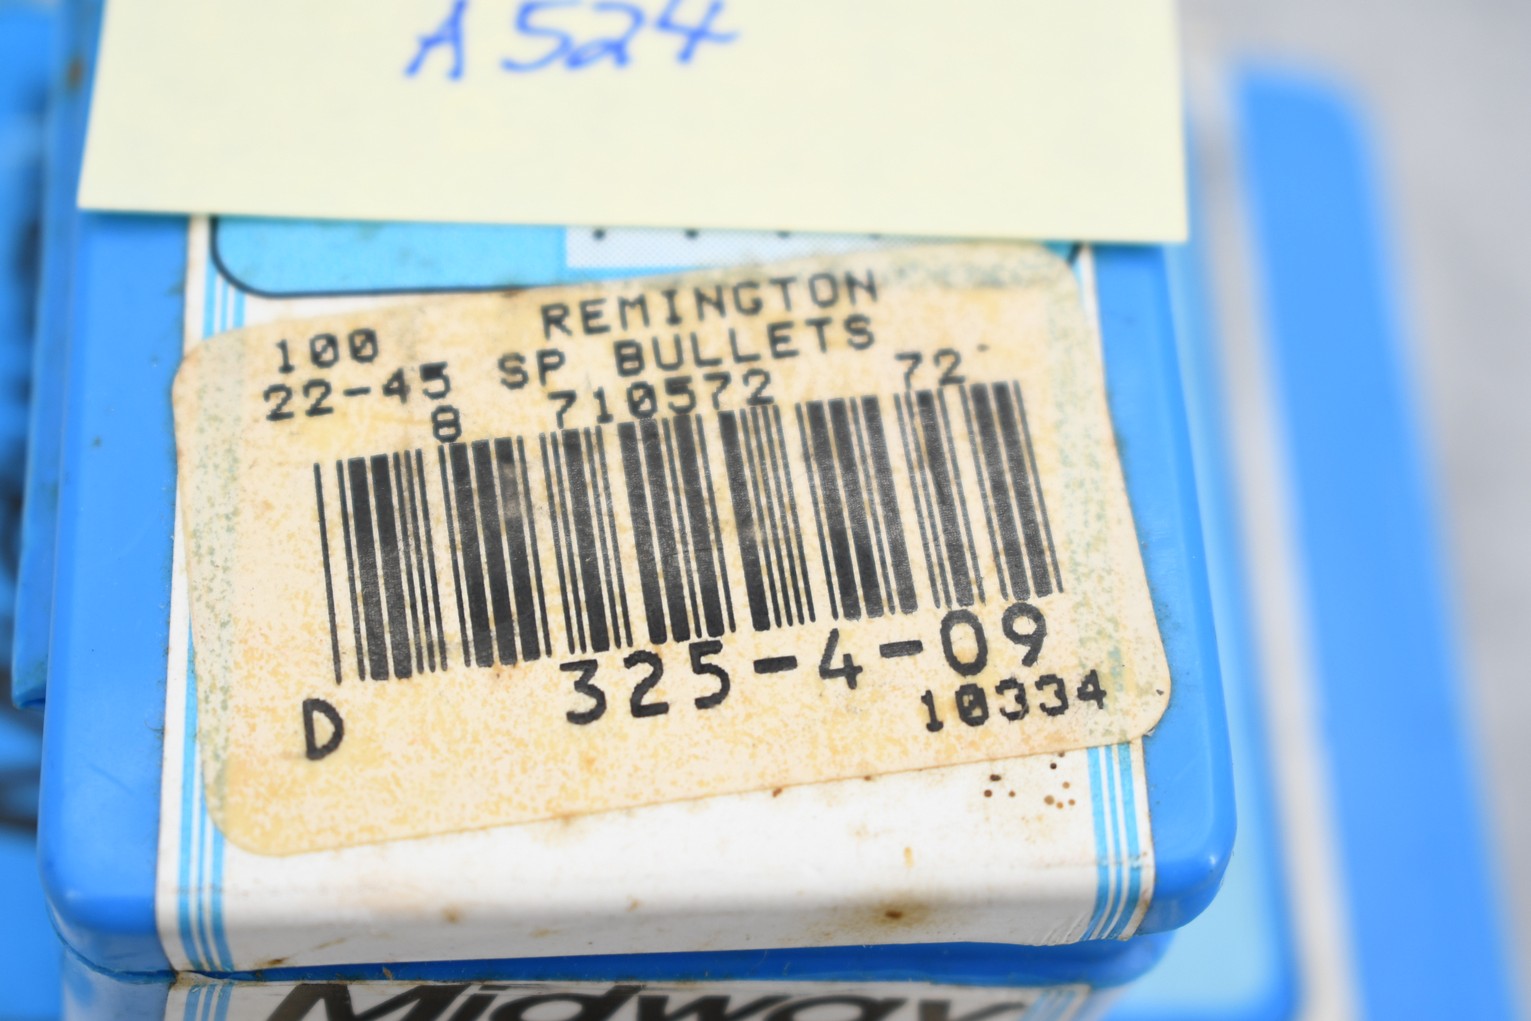 A524
REMINGTON
100
22-45 SP BULLETS
8 710572 72
D 325-4-09
10334
Midway